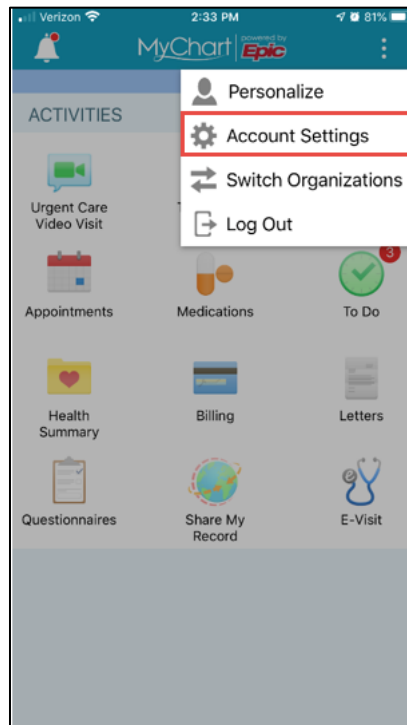 Verizon 2:33 PM 81%
MyChart powered by Epic
Personalize
ACTIVITIES
Account Settings
Switch Organizations
Log Out
Urgent Care
Video Visit
3
Appointments Medications To Do
Health
Summary
Billing Letters
Questionnaires
Share My
Record
E-Visit